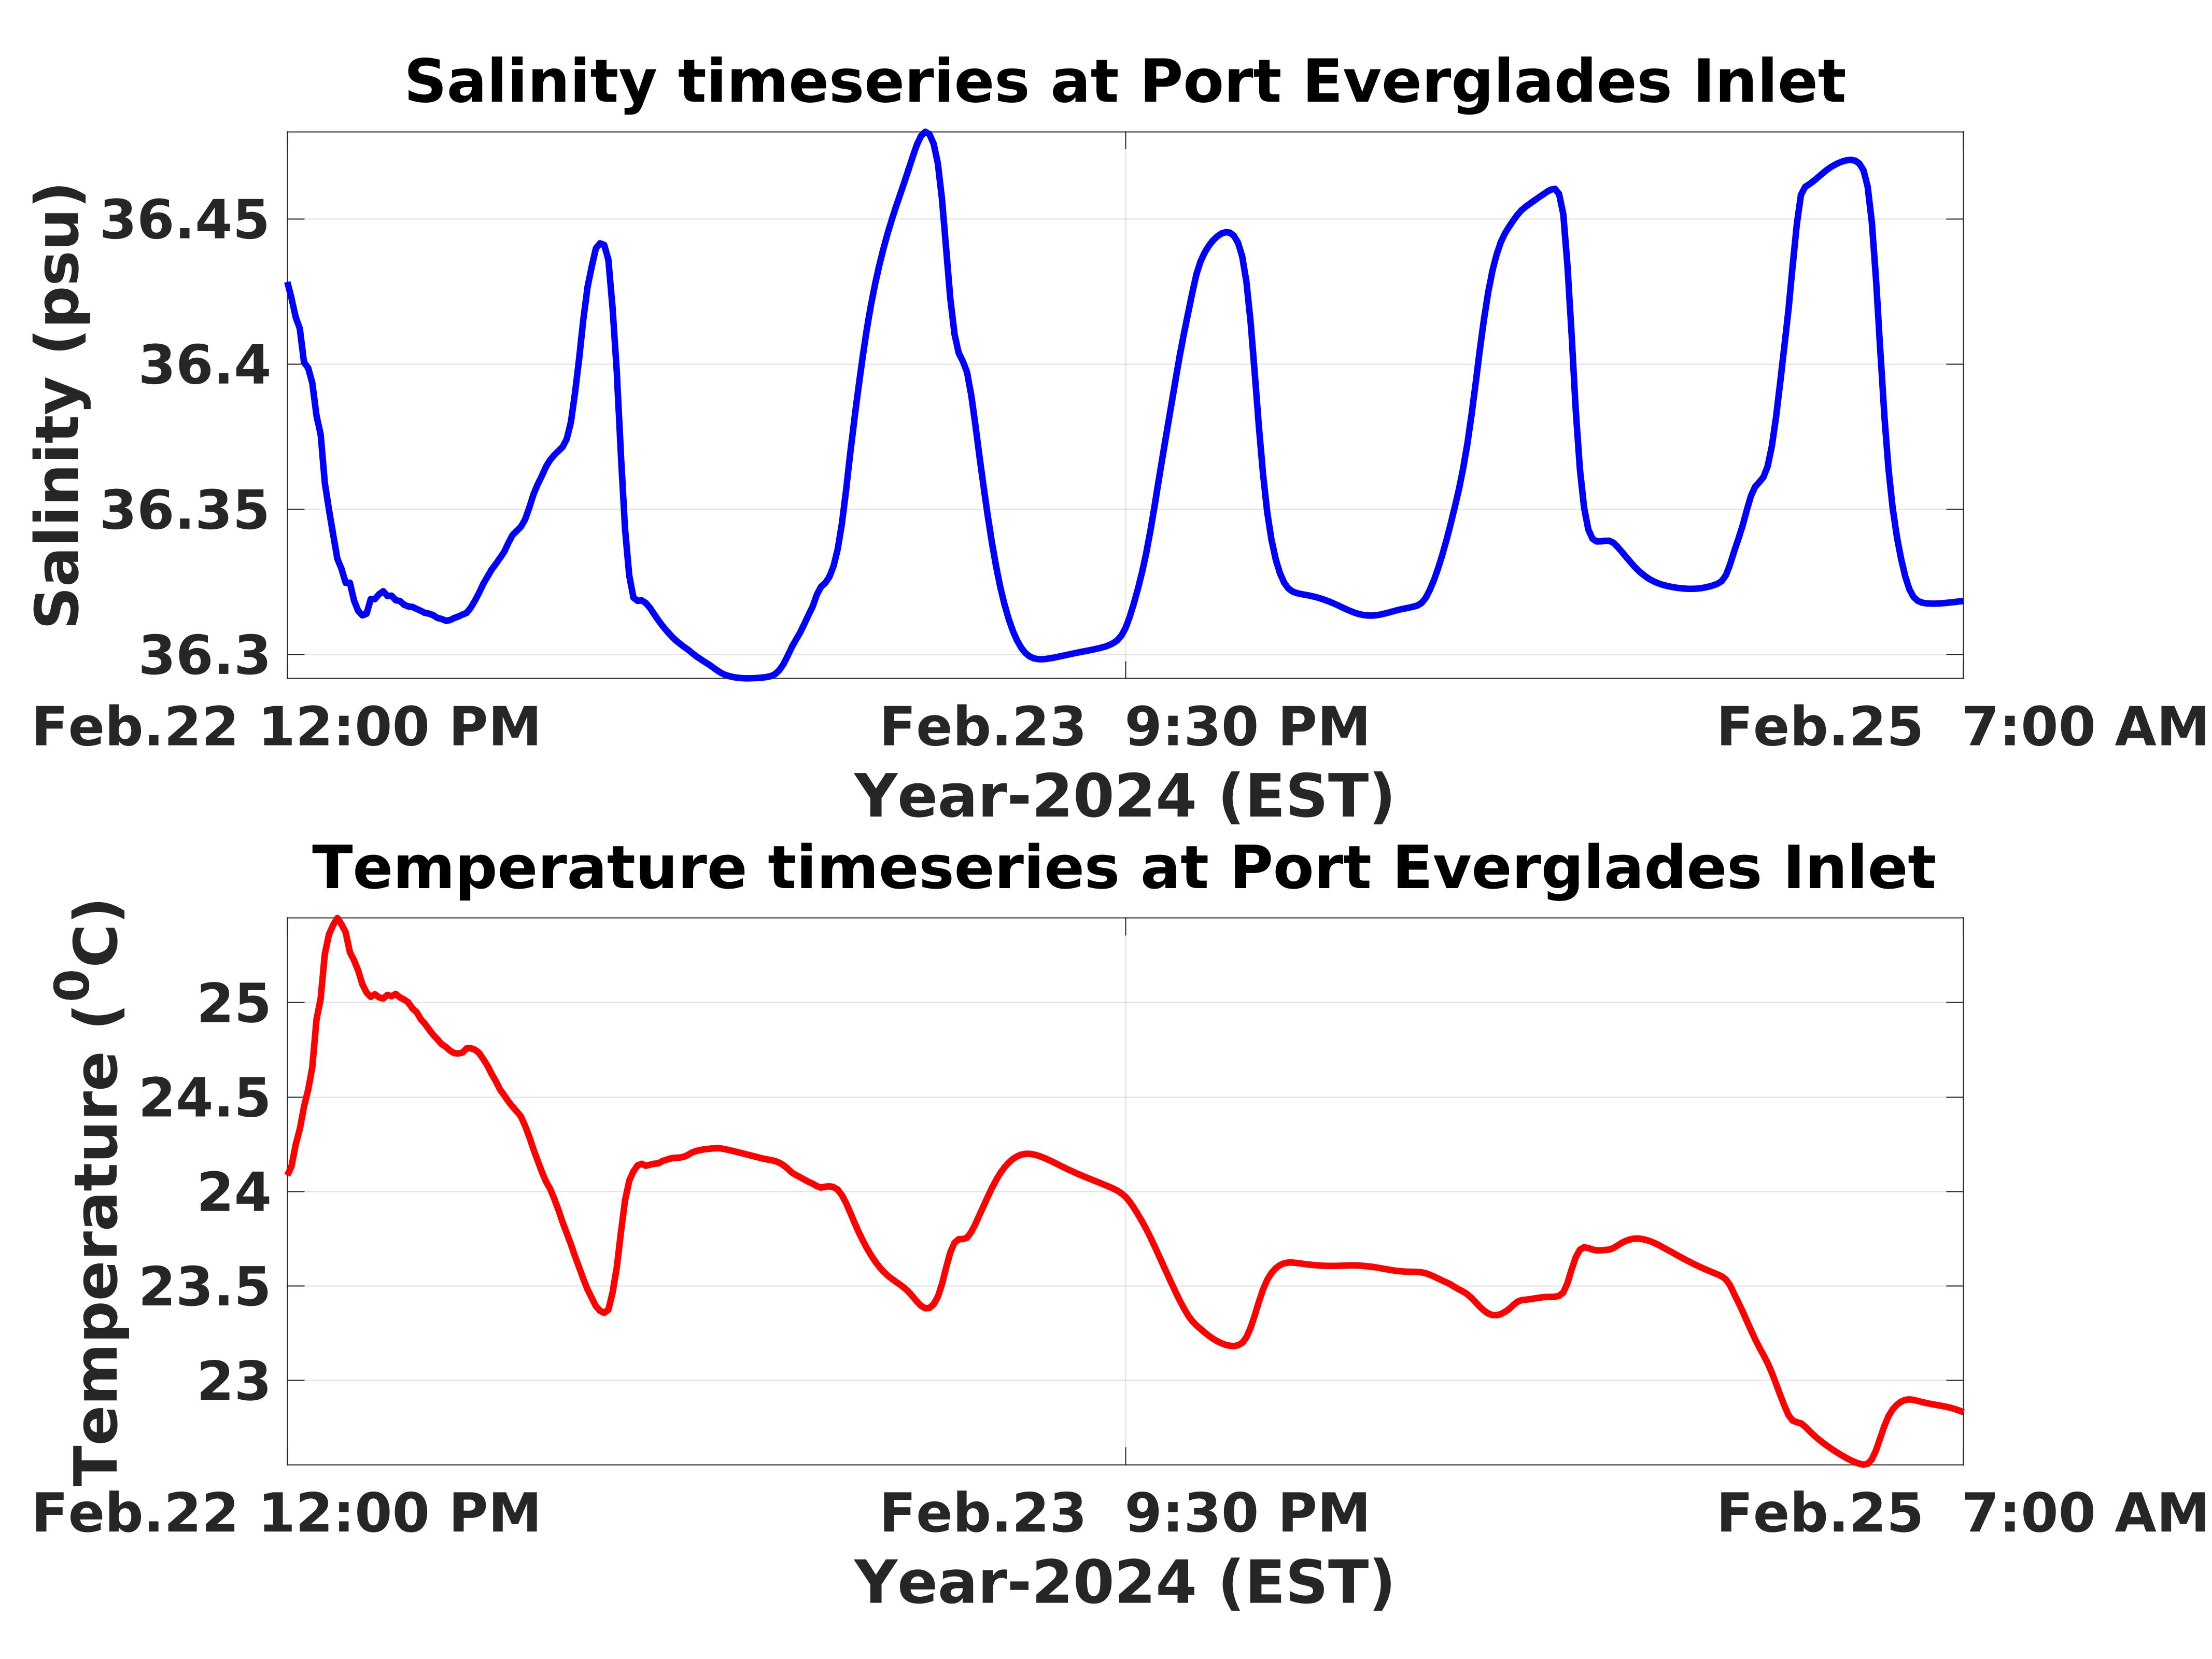 Salinity timeseries at Port Everglades Inlet
Salinity (psu)
36.45
36.4
36.35
36.3
Feb.22 12:00 PM Feb.23  9:30 PM Feb.25  7:00 AM
Year-2024 (EST)
Temperature timeseries at Port Everglades Inlet
Temperature (⁰C)
25
24.5
24
23.5
23
Feb.22 12:00 PM Feb.23  9:30 PM Feb.25  7:00 AM
Year-2024 (EST)